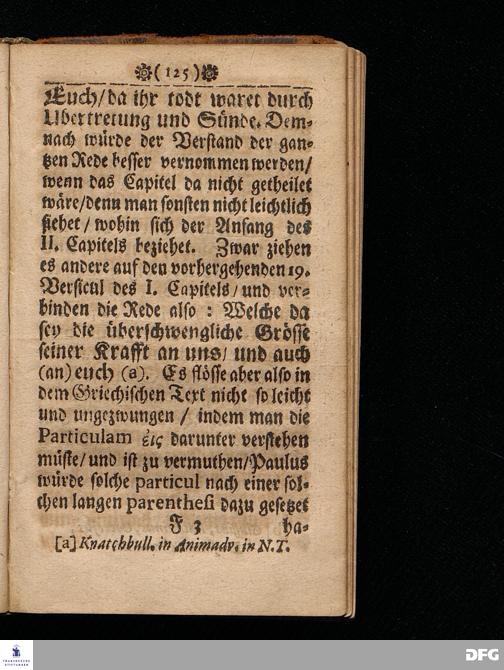 (125)
Euch/da ihr todt waret durch
Ubertretung und Sünde. Dem-
nach würde der Verstand der gan-
tzen Rede besser vernommen werden/
wenn das Capitel da nicht getheilet
wäre/denn man sonsten nicht leichtlich
siehet/wohin sich der Anfang des
II. Capitels beziehet. Zwar ziehen
es andere auf den vorhergehenden 19.
Versicul des I. Capitels/und ver-
binden die Rede also: Welche da
sey die überschwengliche Grösse
seiner Krafft an uns/ und auch
(an) euch (a). Es flösse aber also in
dem Griechischen Text nicht so leicht
und ungezwungen / indem man die
Particulam ἐις darunter verstehen
müste/und ist zu vermuthen/Paulus
würde solche particul nach einer sol-
chen langen parenthesi dazu gesetzet
F 3 ha-
[a] Knatchbull. in Animadv. in N.T.
FRANCKESCHE STIFTUNGEN
DFG